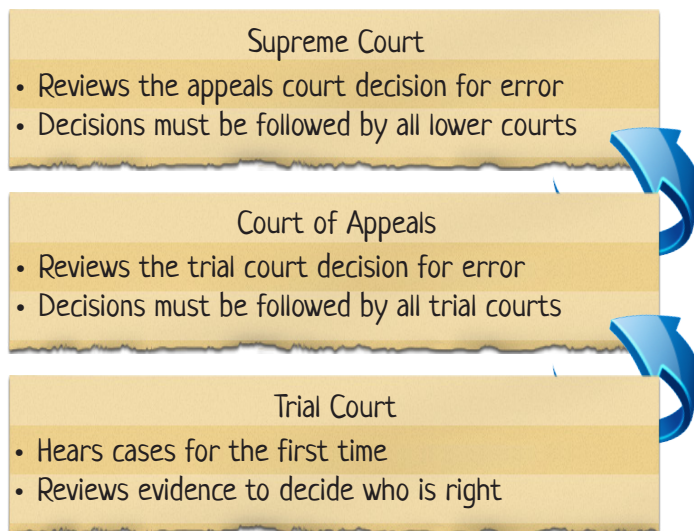 Supreme Court
• Reviews the appeals court decision for error
• Decisions must be followed by all lower courts
Court of Appeals
• Reviews the trial court decision for error
• Decisions must be followed by all trial courts
Trial Court
• Hears cases for the first time
• Reviews evidence to decide who is right